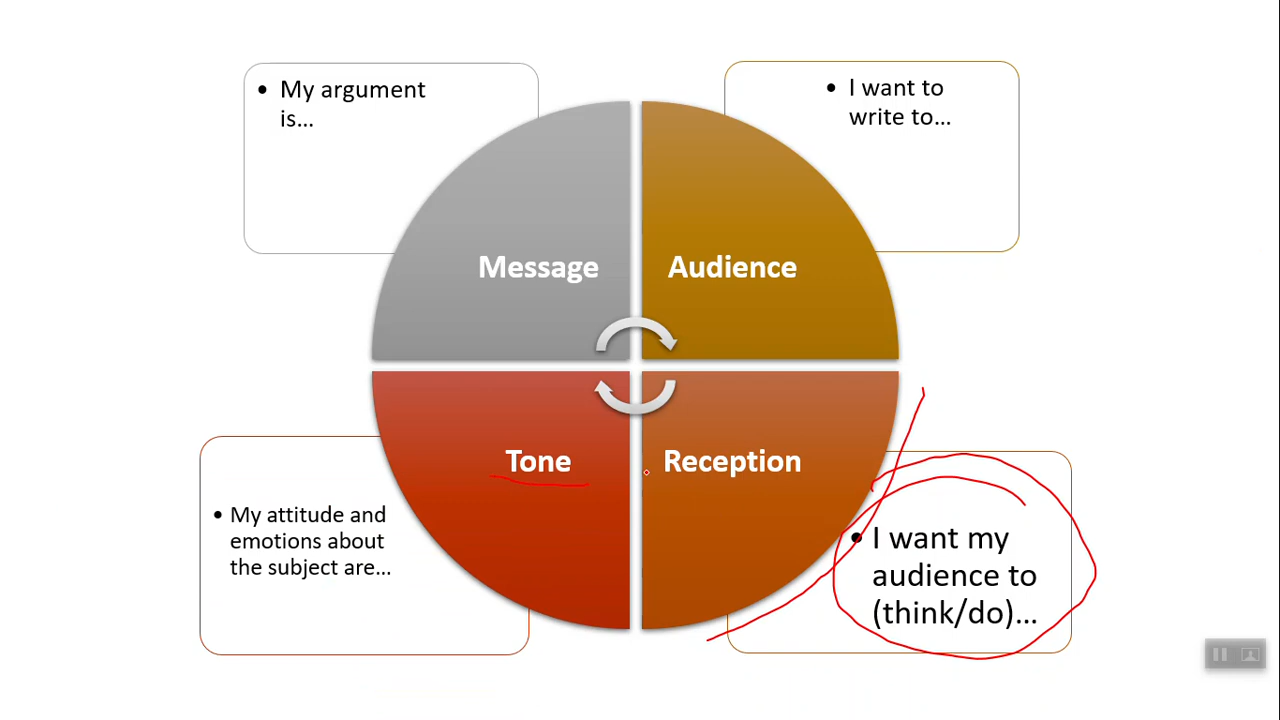 • My argument
is...
• I want to
write to...
Message
Audience
Tone
Reception
• My attitude and
emotions about
the subject are...
• I want my
audience to
(think/do)...